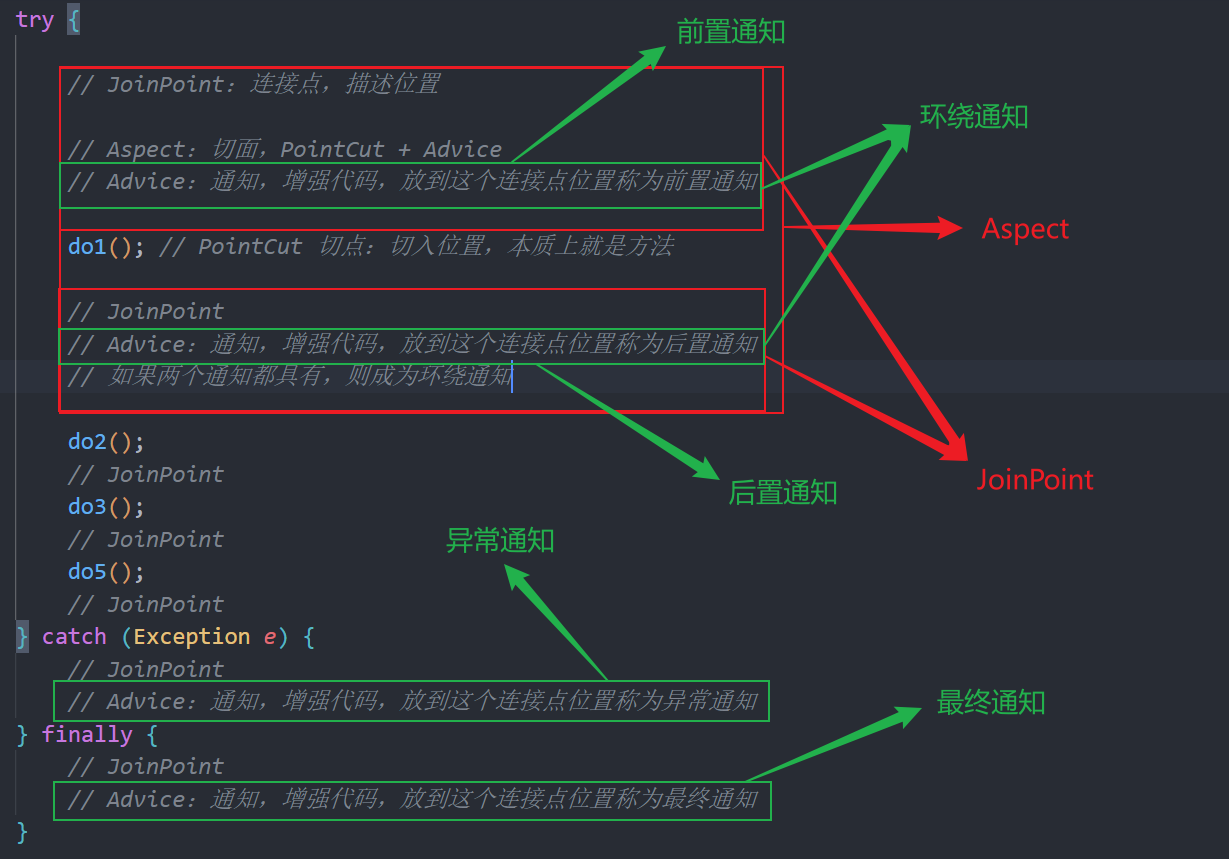 try {
前置通知
// JoinPoint：连接点，描述位置
环绕通知
// Aspect：切面，PointCut + Advice
// Advice：通知，增强代码，放到这个连接点位置称为前置通知
Aspect
do1(); // PointCut 切点：切入位置，本质上就是方法
// JoinPoint
// Advice：通知，增强代码，放到这个连接点位置称为后置通知
// 如果两个通知都具有，则成为环绕通知
do2();
// JoinPoint
JoinPoint
后置通知
do3();
// JoinPoint
异常通知
do5();
// JoinPoint
} catch (Exception e) {
// JoinPoint
// Advice：通知，增强代码，放到这个连接点位置称为异常通知
最终通知
} finally {
// JoinPoint
// Advice：通知，增强代码，放到这个连接点位置称为最终通知
}